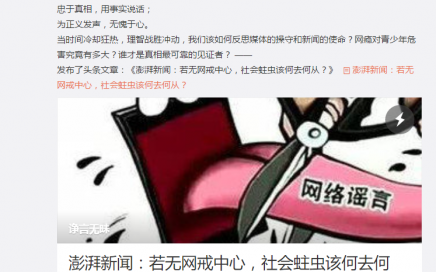 忠于真相，用事实说话；
为正义发声，无愧于心。
当时间冷却狂热，理智战胜冲动，我们该如何反思媒体的操守和新闻的使命？网瘾对青少年危
害究竟有多大？谁才是真相最可靠的见证者？ ——
发布了头条文章：《澎湃新闻：若无网戒中心，社会蛀虫该何去何从？》 澎湃新闻：若无
网戒中心，社会蛀虫该何去何从？
网络谣言
诤言无昧
澎湃新闻：若无网戒中心，社会蛀虫该何去何